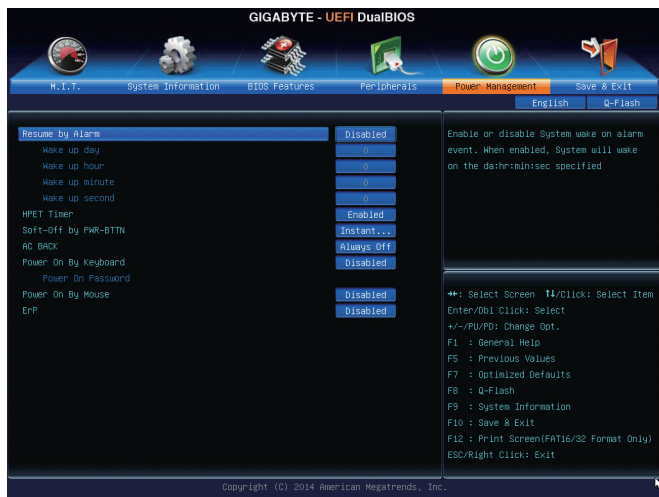 GIGABYTE - UEFI DualBIOS
M.I.T. System Information BIOS Features Peripherals Power Management Save & Exit
English Q-Flash
Resume by Alarm Disabled
Wake up day 0
Wake up hour 0
Wake up minute 0
Wake up second 0
HPET Timer Enabled
Soft-Off by PWR-BTTN Instant...
AC BACK Always Off
Power On By Keyboard Disabled
Power On Password
Power On By Mouse Disabled
ErP Disabled
Enable or disable System wake on alarm
event. When enabled, System will wake
on the da:hr:min:sec specified
→←: Select Screen ↑↓/Click: Select Item
Enter/Dbl Click: Select
+/-/PU/PD: Change Opt.
F1 : General Help
F5 : Previous Values
F7 : Optimized Defaults
F8 : Q-Flash
F9 : System Information
F10 : Save & Exit
F12 : Print Screen(FAT16/32 Format Only)
ESC/Right Click: Exit
Copyright (C) 2014 American Megatrends, Inc.